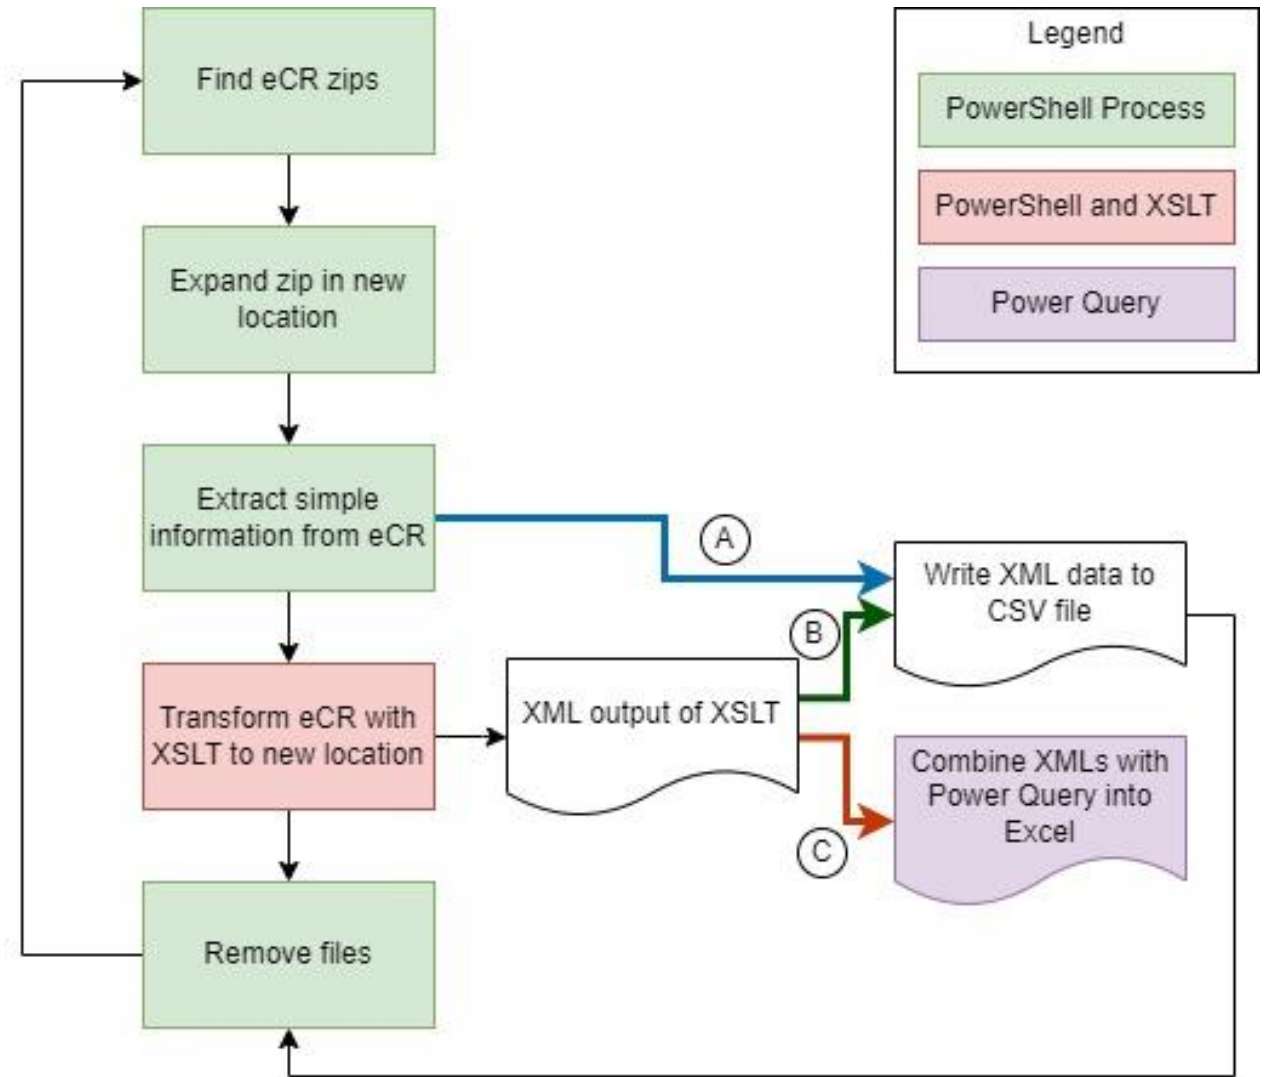 Find eCR zips
Expand zip in new
location
Extract simple
information from eCR
Transform eCR with
XSLT to new location
Remove files
XML output of XSLT
A
B
C
Write XML data to
CSV file
Combine XMLs with
Power Query into
Excel
Legend
PowerShell Process
PowerShell and XSLT
Power Query